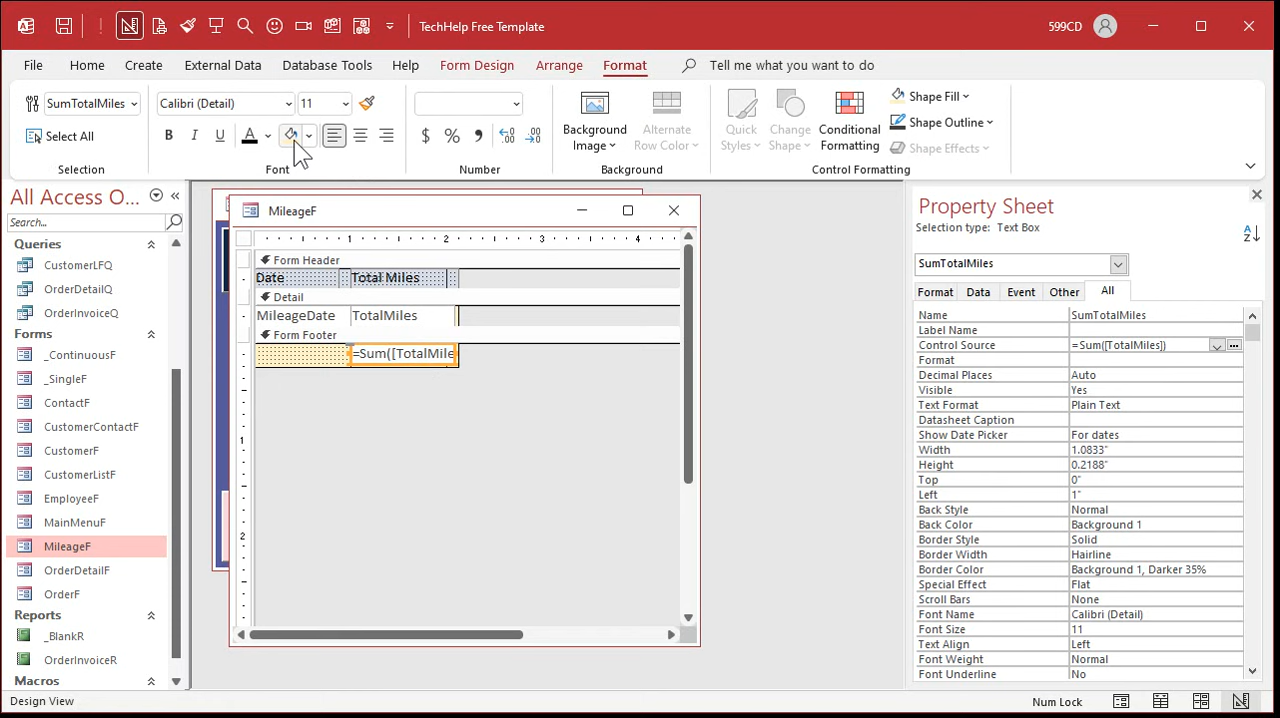 TechHelp Free Template
599CD
File Home Create External Data Database Tools Help Form Design Arrange Format Tell me what you want to do
SumTotalMiles
Select All
Selection
Calibri (Detail) 11
B I U A
Font
$ % 9 .00
Number
Background Image
Alternate Row Color
Background
Quick Styles
Change Shape
Conditional Formatting
Shape Fill
Shape Outline
Shape Effects
Control Formatting
All Access O...
Search...
Queries
CustomerLFQ
OrderDetailQ
OrderInvoiceQ
Forms
_ContinuousF
_SingleF
ContactF
CustomerContactF
CustomerF
CustomerListF
EmployeeF
MainMenuF
MileageF
OrderDetailF
OrderF
Reports
_BlankR
OrderInvoiceR
Macros
MileageF
1 2 3 4
Form Header
Date Total Miles
Detail
MileageDate TotalMiles
Form Footer
=Sum([TotalMile
1
2
Property Sheet
Selection type: Text Box
SumTotalMiles
Format Data Event Other All
Name SumTotalMiles
Label Name
Control Source =Sum([TotalMiles])
Format
Decimal Places Auto
Visible Yes
Text Format Plain Text
Datasheet Caption
Show Date Picker For dates
Width 1.0833"
Height 0.2188"
Top 0"
Left 1"
Back Style Normal
Back Color Background 1
Border Style Solid
Border Width Hairline
Border Color Background 1, Darker 35%
Special Effect Flat
Scroll Bars None
Font Name Calibri (Detail)
Font Size 11
Text Align Left
Font Weight Normal
Font Underline No
Design View
Num Lock